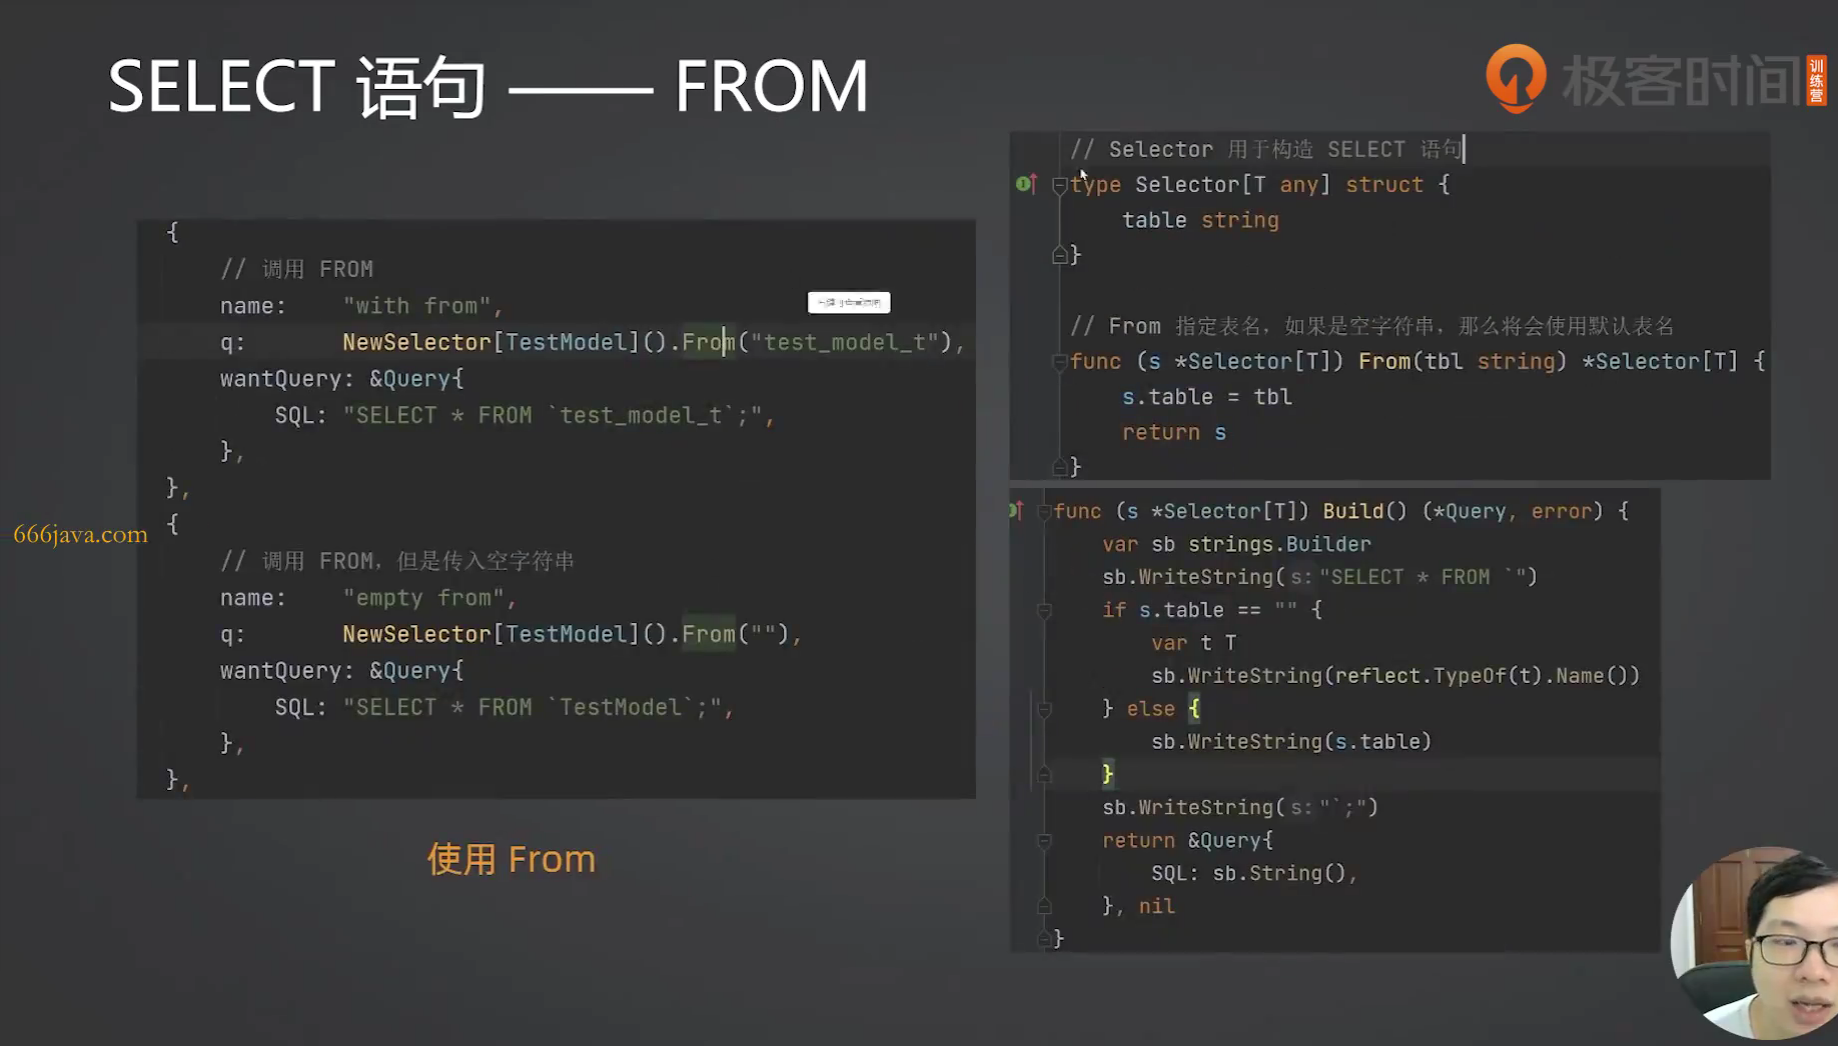 SELECT 语句 —— FROM
极客时间
训练营
{
// 调用 FROM
name: "with from",
q: NewSelector[TestModel]().From("test_model_t"),
wantQuery: &Query{
SQL: "SELECT * FROM `test_model_t`;",
},
},
{
// 调用 FROM，但是传入空字符串
name: "empty from",
q: NewSelector[TestModel]().From(""),
wantQuery: &Query{
SQL: "SELECT * FROM `TestModel`;",
},
},
使用 From
666java.com
// Selector 用于构造 SELECT 语句
type Selector[T any] struct {
table string
}
// From 指定表名，如果是空字符串，那么将会使用默认表名
func (s *Selector[T]) From(tbl string) *Selector[T] {
s.table = tbl
return s
}
func (s *Selector[T]) Build() (*Query, error) {
var sb strings.Builder
sb.WriteString( s: "SELECT * FROM `")
if s.table == "" {
var t T
sb.WriteString(reflect.TypeOf(t).Name())
} else {
sb.WriteString(s.table)
}
sb.WriteString( s: "`;")
return &Query{
SQL: sb.String(),
}, nil
}